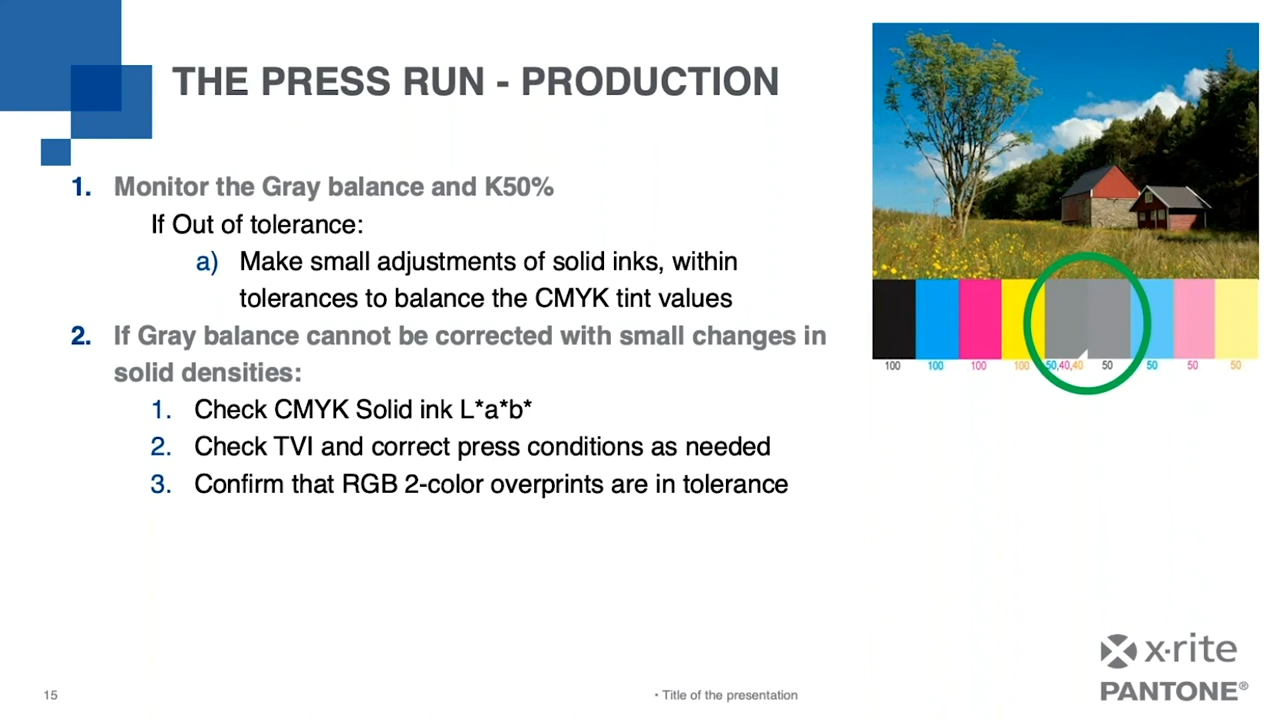 THE PRESS RUN - PRODUCTION
1. Monitor the Gray balance and K50%
If Out of tolerance:
a) Make small adjustments of solid inks, within
tolerances to balance the CMYK tint values
2. If Gray balance cannot be corrected with small changes in
solid densities:
1. Check CMYK Solid ink L*a*b*
2. Check TVI and correct press conditions as needed
3. Confirm that RGB 2-color overprints are in tolerance
100 100 100 100 50,40,40 50 50 50 50
x·rite
PANTONE®
15
• Title of the presentation